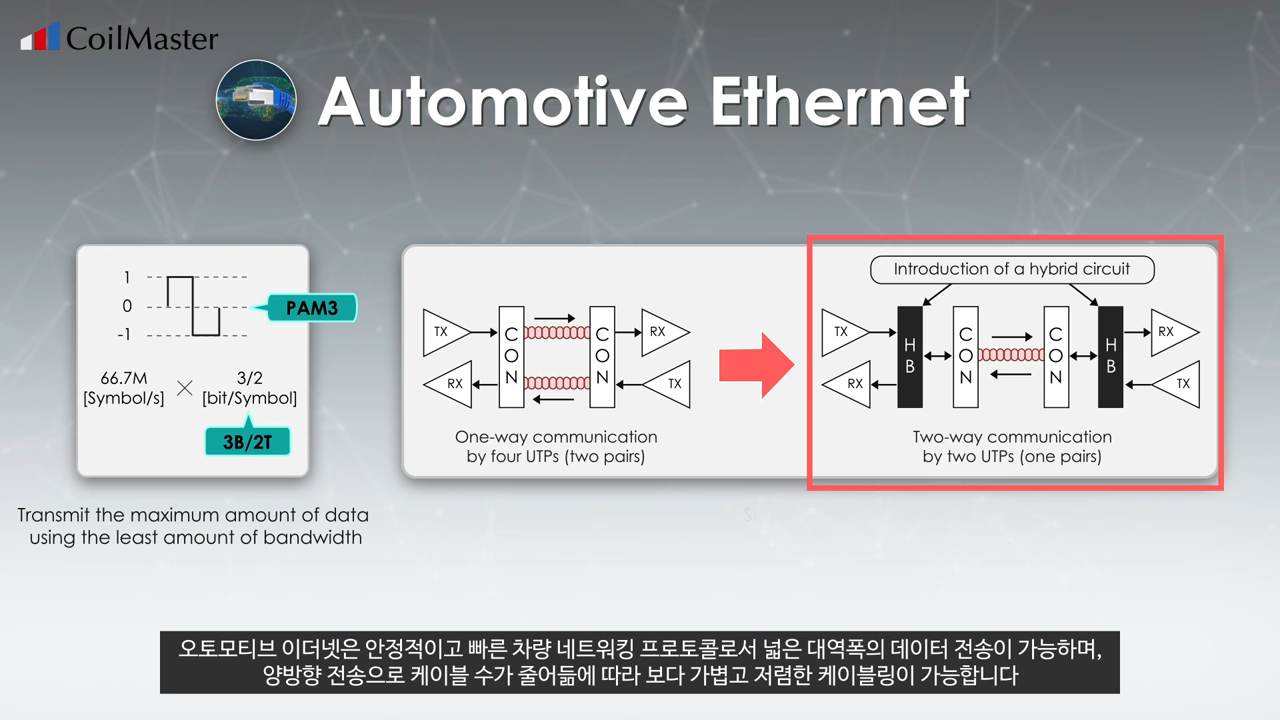 CoilMaster
Automotive Ethernet
1
0
-1
PAM3
66.7M
[Symbol/s]
×
3/2
[bit/Symbol]
3B/2T
Transmit the maximum amount of data
using the least amount of bandwidth
TX
RX
CON
CON
RX
TX
One-way communication
by four UTPs (two pairs)
Introduction of a hybrid circuit
TX
RX
HB
CON
CON
HB
RX
TX
Two-way communication
by two UTPs (one pairs)
오토모티브 이더넷은 안정적이고 빠른 차량 네트워킹 프로토콜로서 넓은 대역폭의 데이터 전송이 가능하며,
양방향 전송으로 케이블 수가 줄어듦에 따라 보다 가볍고 저렴한 케이블링이 가능합니다